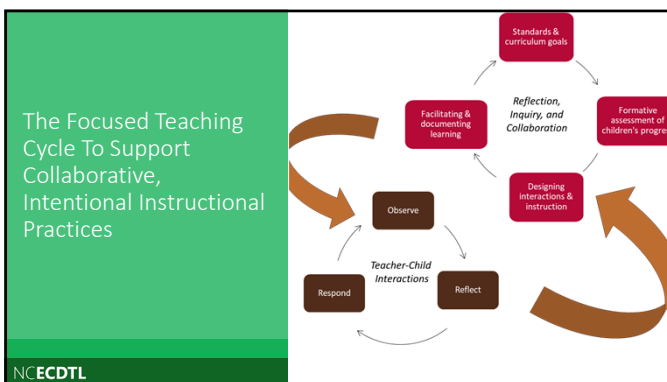 The Focused Teaching
Cycle To Support
Collaborative,
Intentional Instructional
Practices
NCECDTL
Standards &
curriculum goals
Facilitating &
documenting
learning
Reflection,
Inquiry, and
Collaboration
Formative
assessment of
children's progre
Designing
interactions &
instruction
Observe
Teacher-Child
Interactions
Respond
Reflect